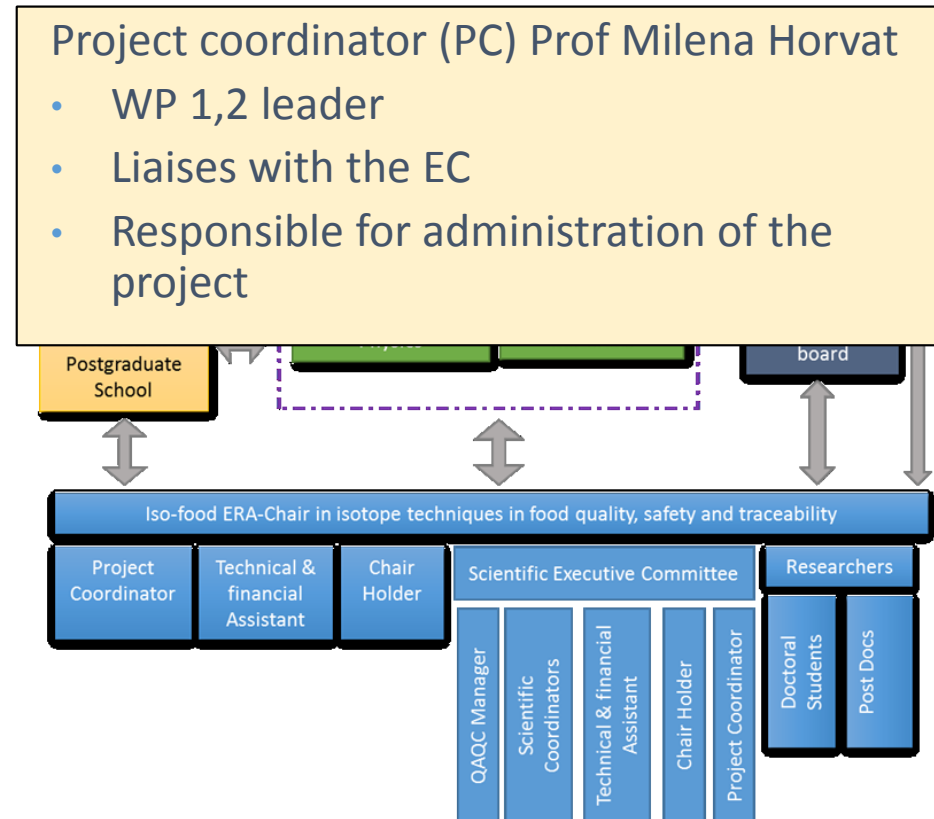 Project coordinator (PC) Prof Milena Horvat
• WP 1,2 leader
• Liaises with the EC
• Responsible for administration of the
project
board
Postgraduate
School
Iso-food ERA-Chair in isotope techniques in food quality, safety and traceability
Project
Coordinator
Technical &
financial
Assistant
Chair
Holder
Scientific Executive Committee
Researchers
QAQC Manager
Scientific
Coordinators
Technical & financial
Assistant
Chair Holder
Project Coordinator
Doctoral
Students
Post Docs